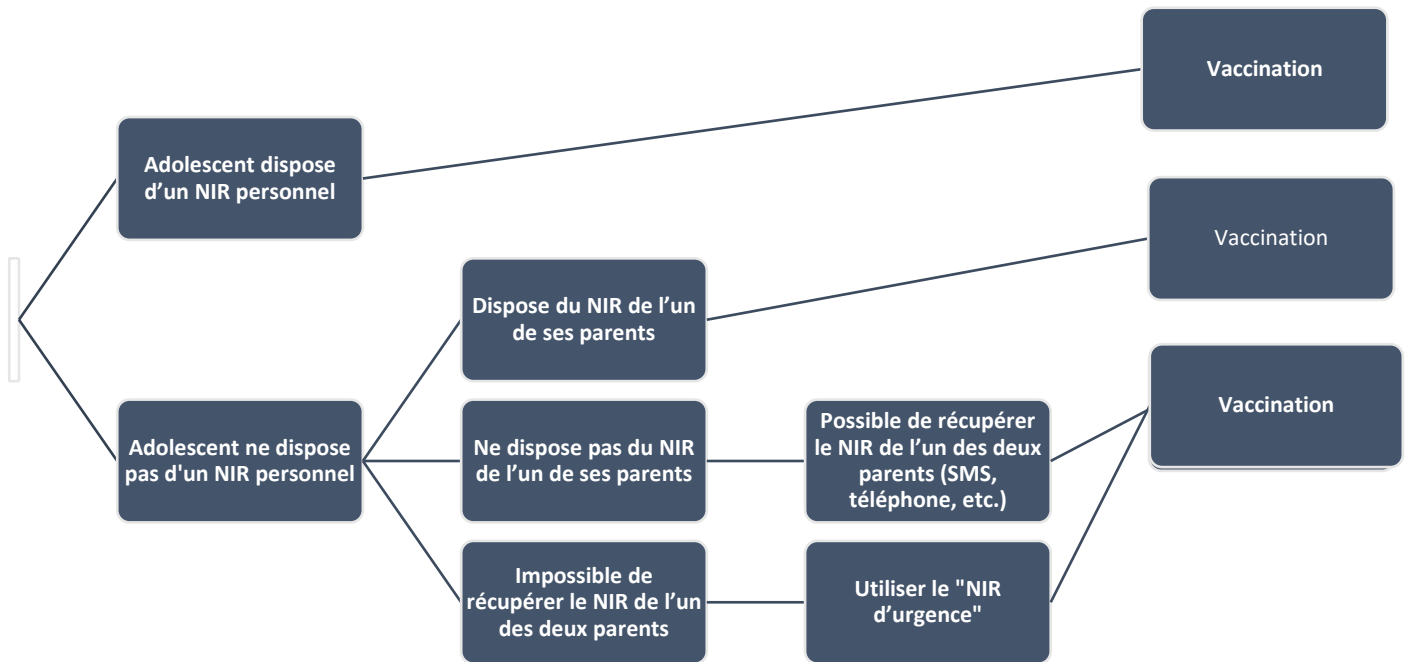 Vaccination
Adolescent dispose
d’un NIR personnel
Vaccination
Dispose du NIR de l’un
de ses parents
Vaccination
Adolescent ne dispose
pas d'un NIR personnel
Ne dispose pas du NIR
de l’un de ses parents
Possible de récupérer
le NIR de l’un des deux
parents (SMS,
téléphone, etc.)
Impossible de
récupérer le NIR de l’un
des deux parents
Utiliser le "NIR
d’urgence"